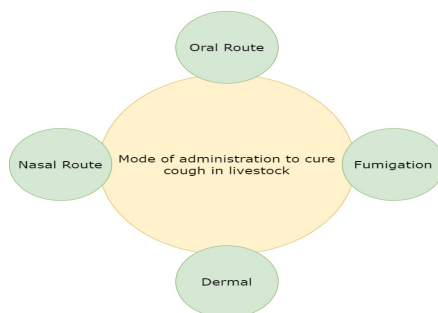 Oral Route
Nasal Route
Mode of administration to cure
cough in livestock
Fumigation
Dermal